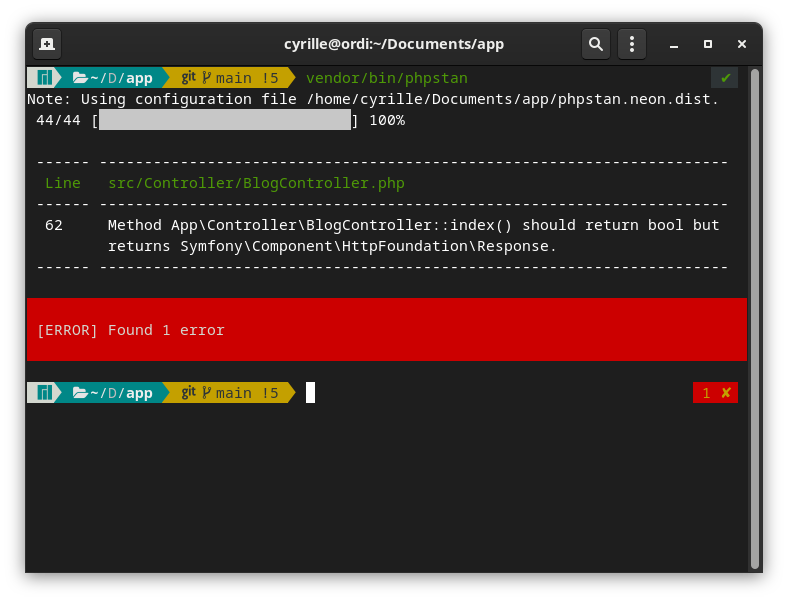 cyrille@ordi:~/Documents/app
~/D/app git main !5 vendor/bin/phpstan ✔
Note: Using configuration file /home/cyrille/Documents/app/phpstan.neon.dist.
44/44 [] 100%
------ ----------------------------------------------------------------------
Line src/Controller/BlogController.php
------ ----------------------------------------------------------------------
62 Method App\Controller\BlogController::index() should return bool but
returns Symfony\Component\HttpFoundation\Response.
------ ----------------------------------------------------------------------
[ERROR] Found 1 error
~/D/app git main !5 1 ✘